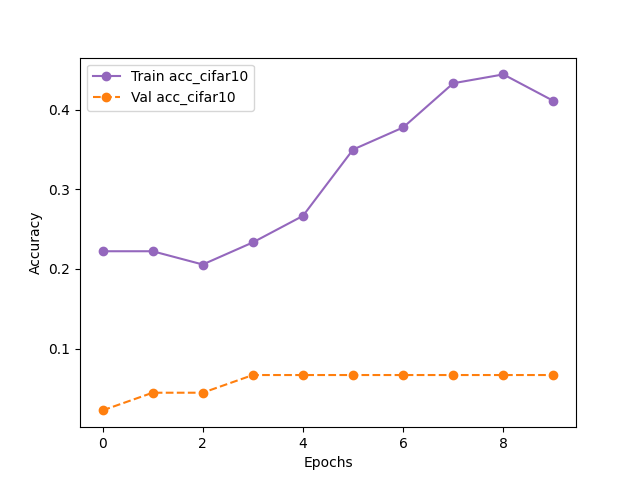 Train acc_cifar10
Val acc_cifar10
0.4
0.3
0.2
0.1
Accuracy
0 2 4 6 8
Epochs